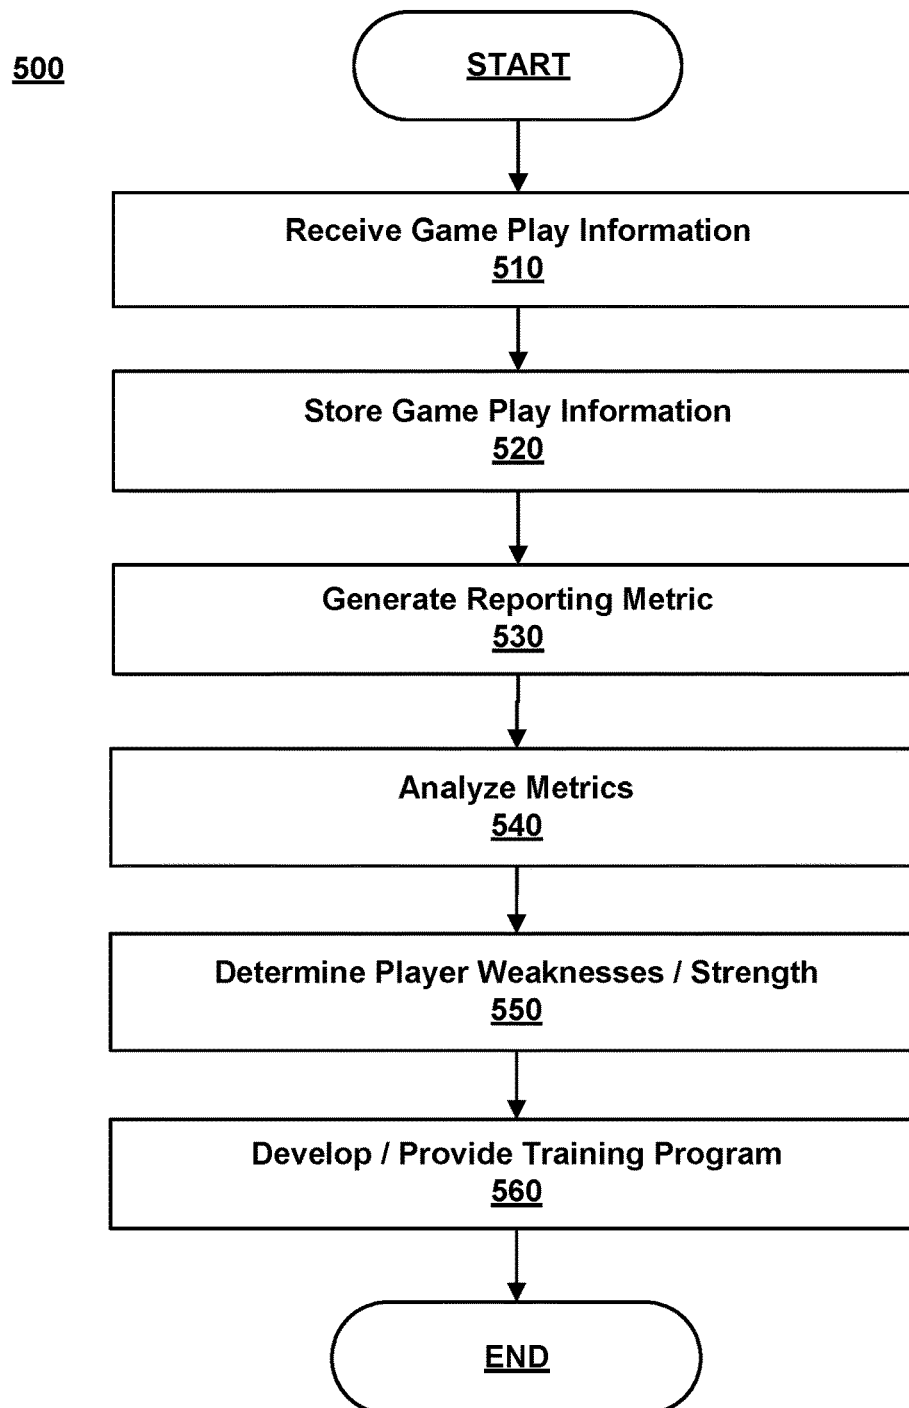 500
START
Receive Game Play Information
510
Store Game Play Information
520
Generate Reporting Metric
530
Analyze Metrics
540
Determine Player Weaknesses / Strength
550
Develop / Provide Training Program
560
END